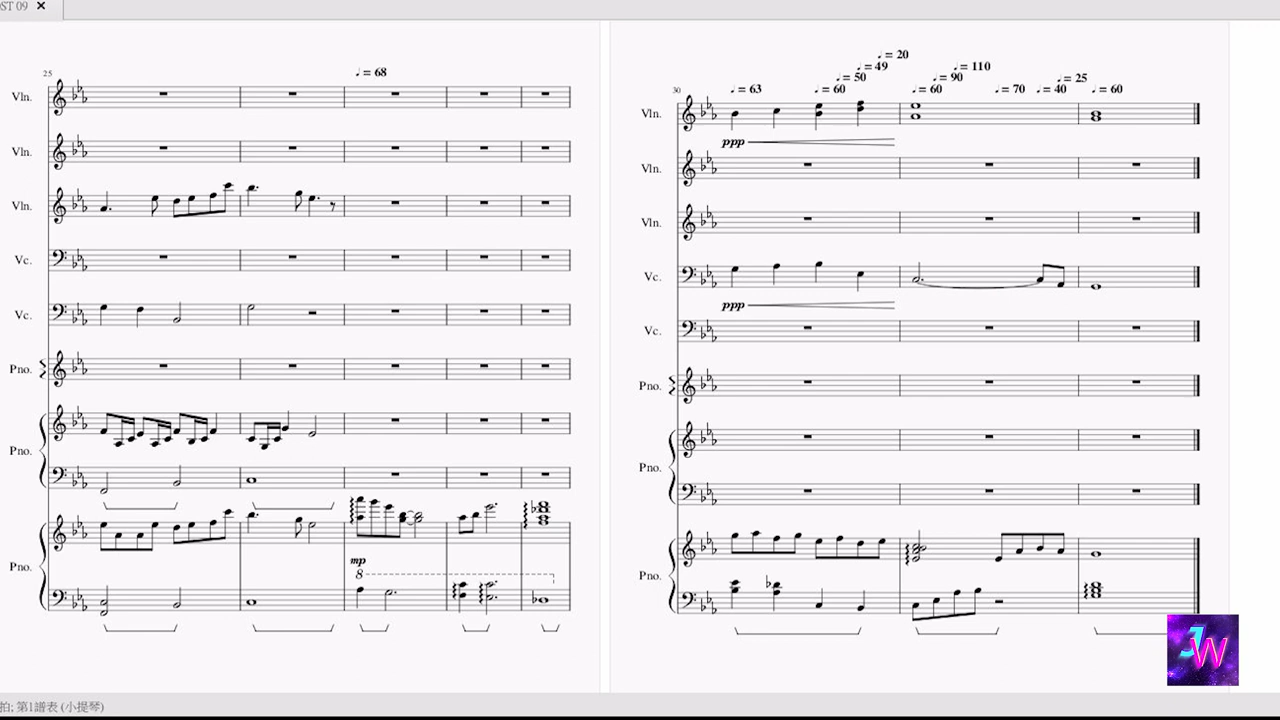 OST 09
25
♩ = 68
Vln.
Vln.
Vln.
Vc.
Vc.
Pno.
Pno.
Pno.
mp
8
30
♩ = 63
♩ = 60
♩ = 50
♩ = 49
♩ = 20
♩ = 60
♩ = 90
♩ = 110
♩ = 70
♩ = 40
♩ = 25
♩ = 60
Vln.
ppp
Vln.
Vln.
Vc.
ppp
Vc.
Pno.
Pno.
Pno.
JW
拍; 第1譜表 (小提琴)